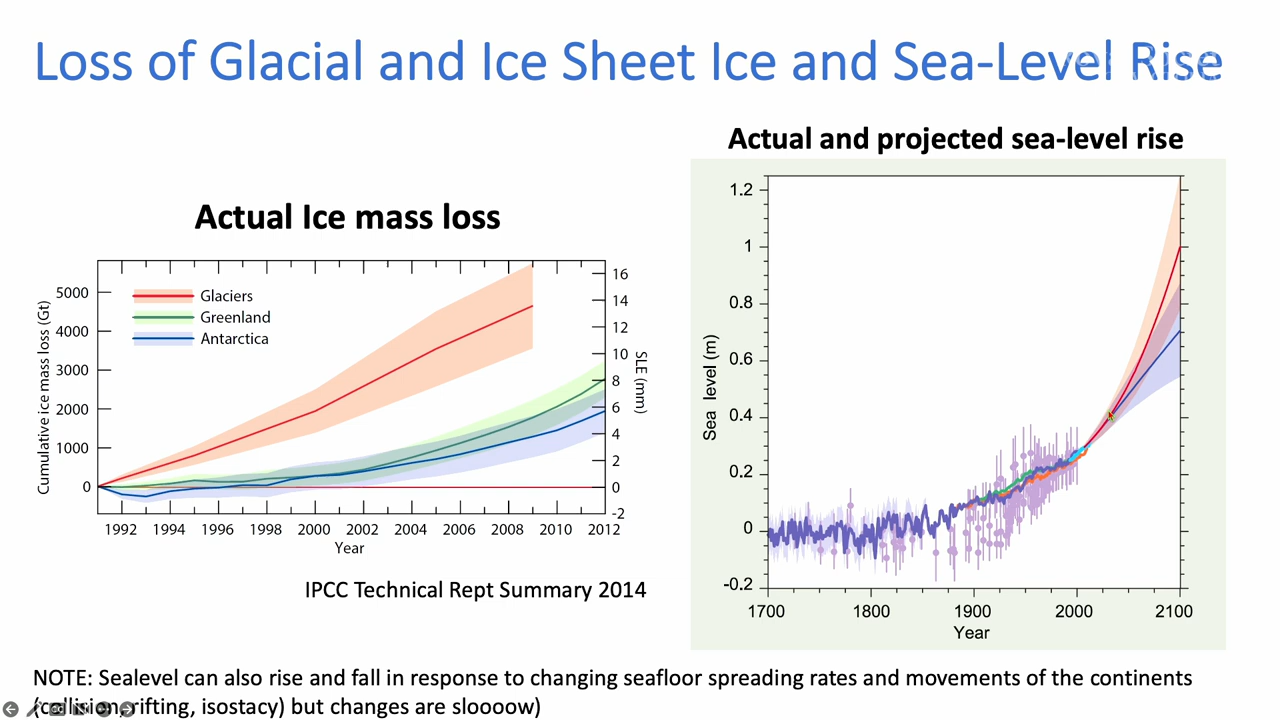 Loss of Glacial and Ice Sheet Ice and Sea-Level Rise
Actual Ice mass loss
Cumulative ice mass loss (Gt)
5000
4000
3000
2000
1000
0
Glaciers
Greenland
Antarctica
16
14
12
10
8
6
4
2
0
-2
SLE (mm)
1992 1994 1996 1998 2000 2002 2004 2006 2008 2010 2012
Year
IPCC Technical Rept Summary 2014
Actual and projected sea-level rise
Sea level (m)
1.2
1
0.8
0.6
0.4
0.2
0
-0.2
1700 1800 1900 2000 2100
Year
NOTE: Sealevel can also rise and fall in response to changing seafloor spreading rates and movements of the continents
(collision, rifting, isostacy) but changes are sloooow)